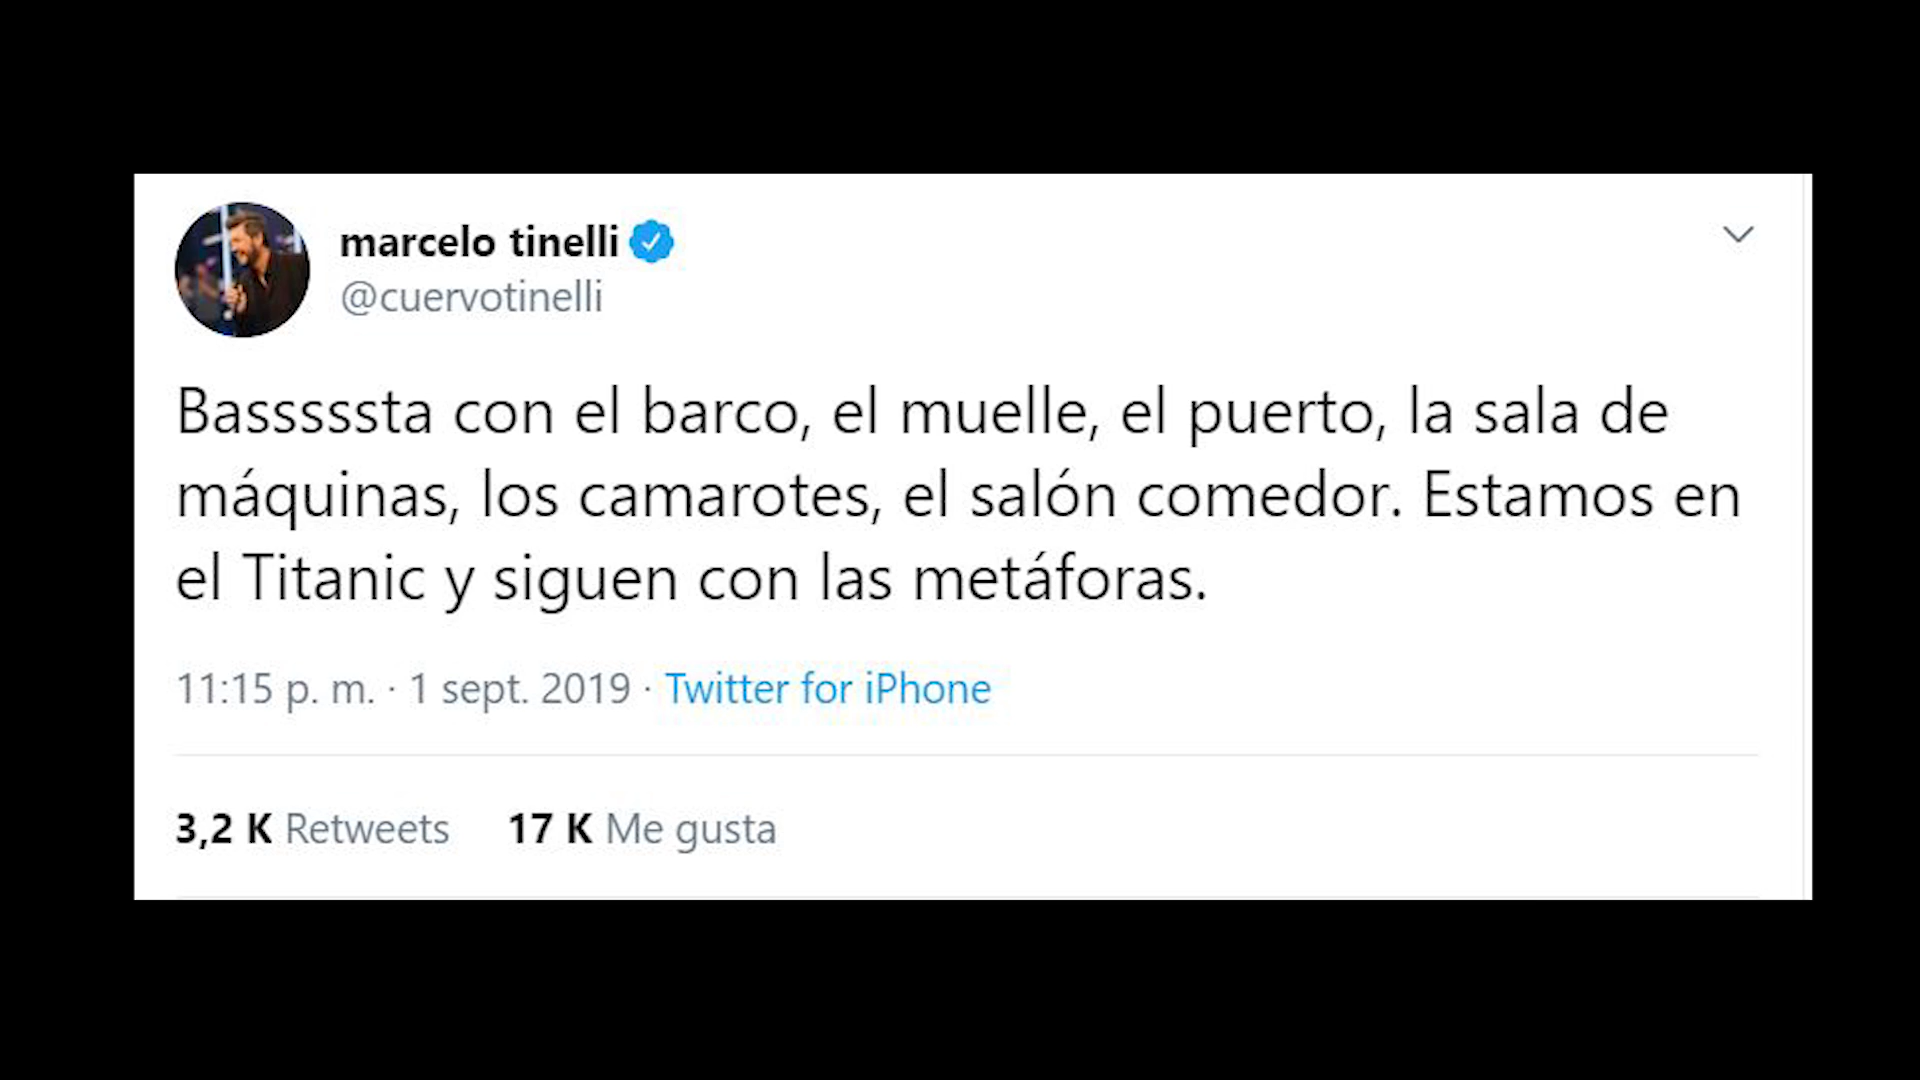 marcelo tinelli
@cuervotinelli
Basssssta con el barco, el muelle, el puerto, la sala de
máquinas, los camarotes, el salón comedor. Estamos en
el Titanic y siguen con las metáforas.
11:15 p. m. · 1 sept. 2019 · Twitter for iPhone
3,2 K Retweets 17 K Me gusta